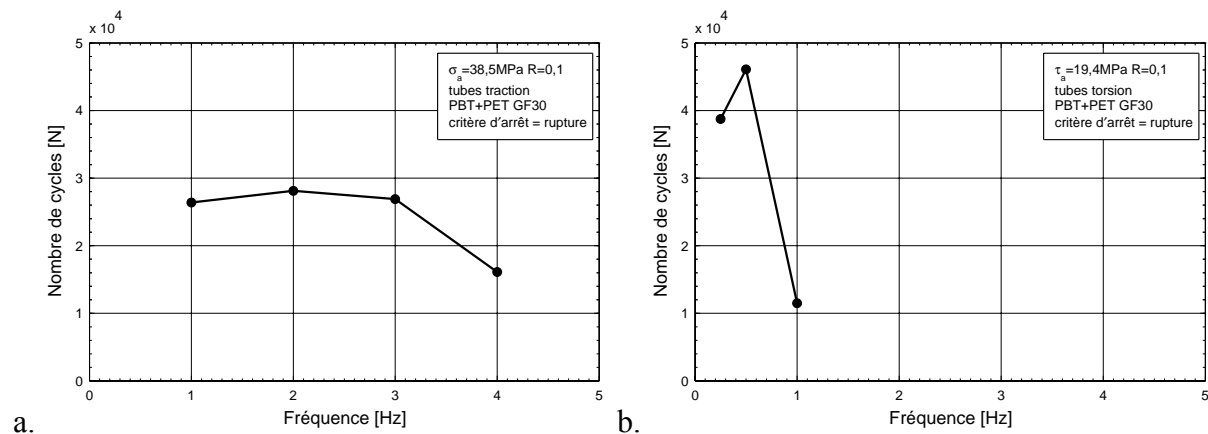 x 10 4
5
4
3
2
1
0
0 1 2 3 4 5
Nombre de cycles [N]
Fréquence [Hz]
σa=38,5MPa R=0,1
tubes traction
PBT+PET GF30
critère d′arrêt = rupture
a.
x 10 4
5
4
3
2
1
0
0 1 2 3 4 5
Nombre de cycles [N]
Fréquence [Hz]
τa=19,4MPa R=0,1
tubes torsion
PBT+PET GF30
critère d′arrêt = rupture
b.